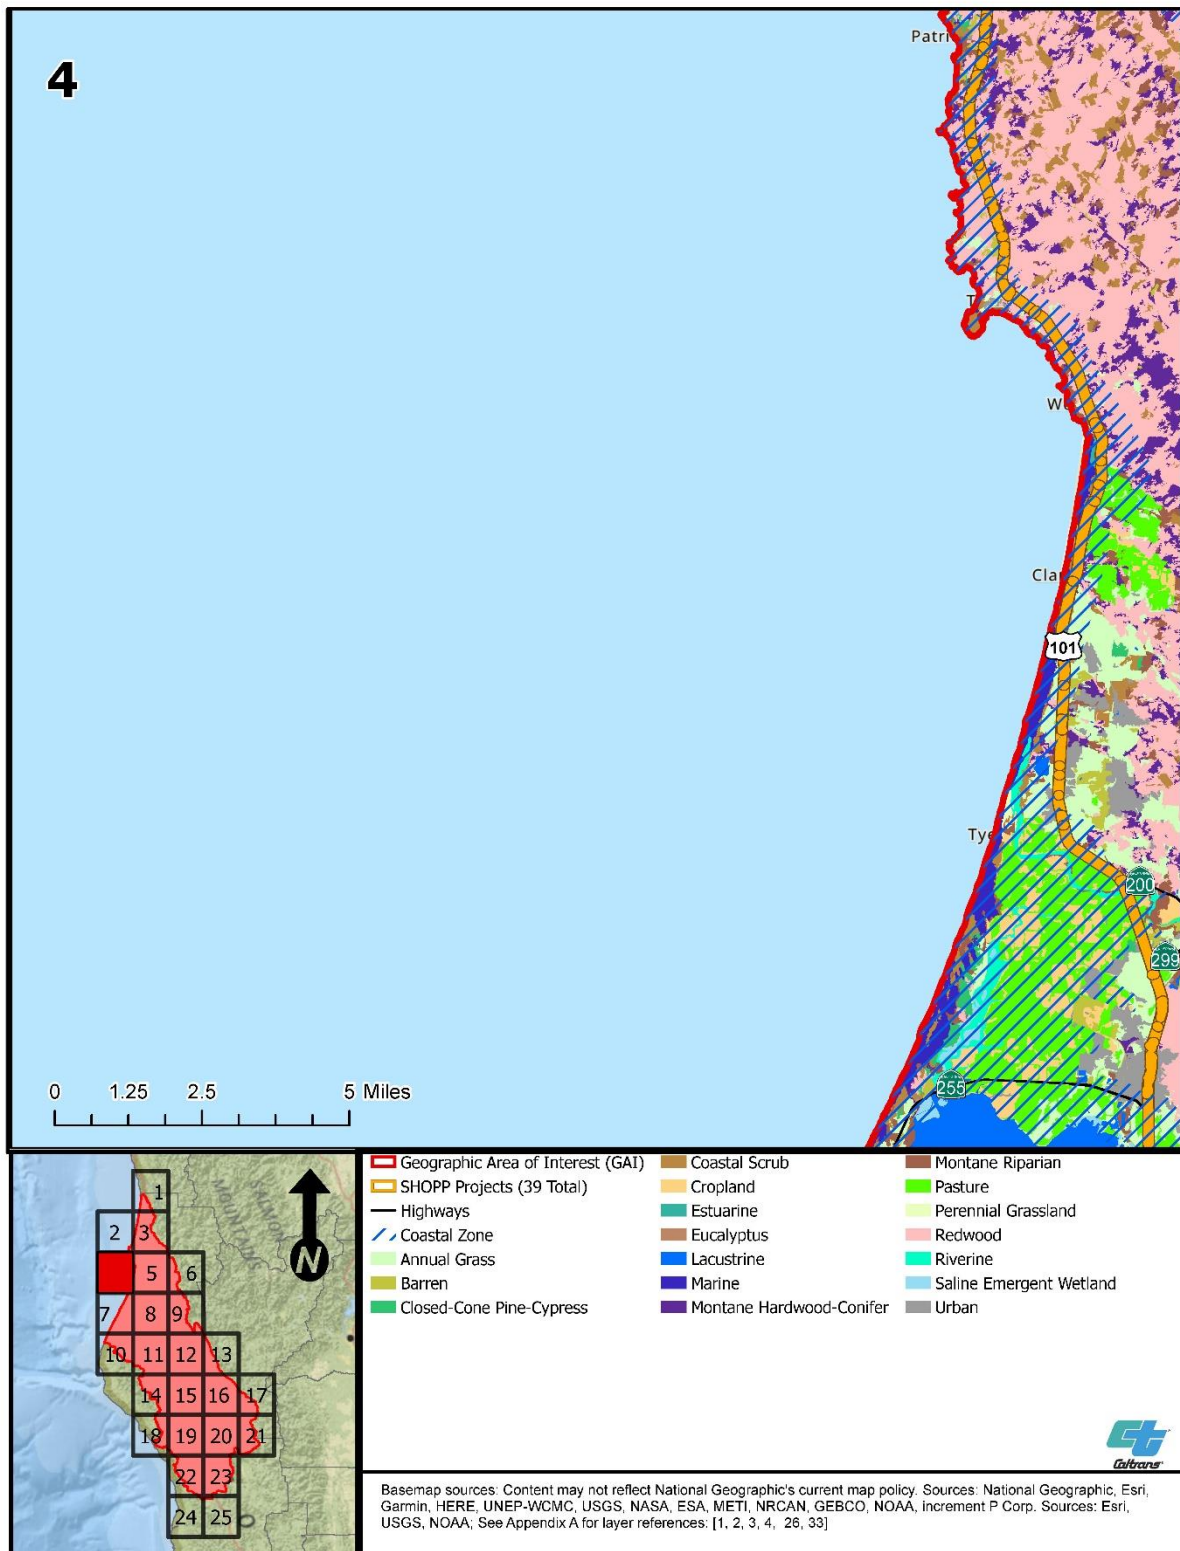 4
Patri
T
W
Clar
101
Tye
200
299
255
0 1.25 2.5 5 Miles
1
2 3
5 6
7 8 9
10 11 12 13
14 15 16 17
18 19 20 21
22 23
24 25
MOUNTAINS
SALMON
N
Geographic Area of Interest (GAI)
SHOPP Projects (39 Total)
Highways
Coastal Zone
Annual Grass
Barren
Closed-Cone Pine-Cypress
Coastal Scrub
Cropland
Estuarine
Eucalyptus
Lacustrine
Marine
Montane Hardwood-Conifer
Montane Riparian
Pasture
Perennial Grassland
Redwood
Riverine
Saline Emergent Wetland
Urban
ct
Caltrans
Basemap sources: Content may not reflect National Geographic's current map policy. Sources: National Geographic, Esri,
Garmin, HERE, UNEP-WCMC, USGS, NASA, ESA, METI, NRCAN, GEBCO, NOAA, increment P Corp. Sources: Esri,
USGS, NOAA; See Appendix A for layer references: [1, 2, 3, 4, 26, 33]